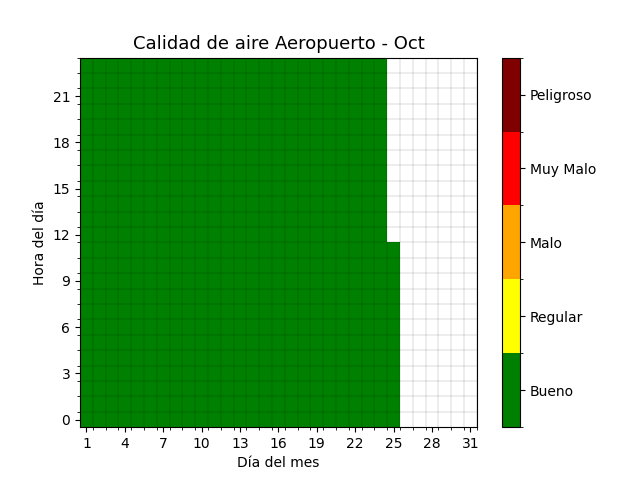 Calidad de aire Aeropuerto - Oct
Hora del día
21
18
15
12
9
6
3
0
1 4 7 10 13 16 19 22 25 28 31
Día del mes
Peligroso
Muy Malo
Malo
Regular
Bueno